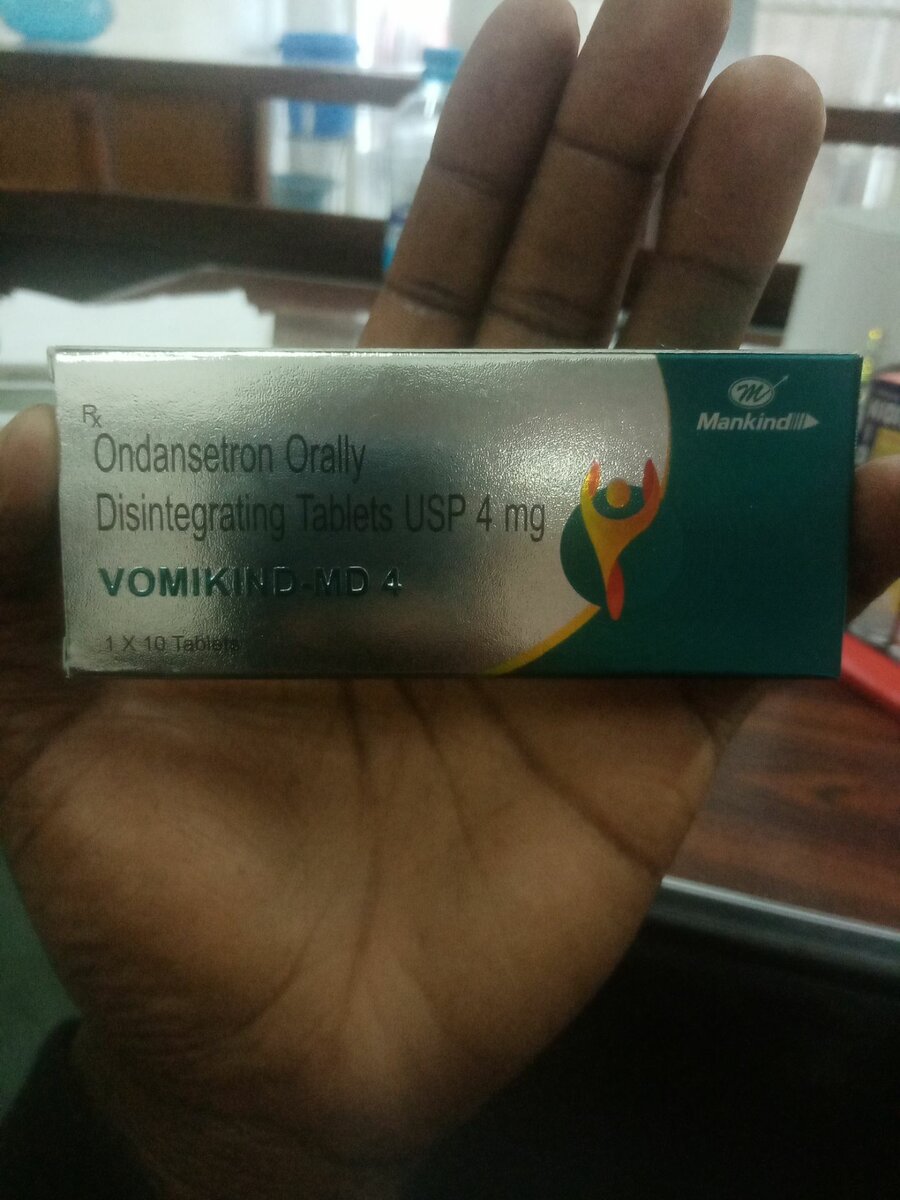 Rx
Ondansetron Orally
Disintegrating Tablets USP 4 mg
VOMIKIND-MD 4
1 X 10 Tablets
M
Mankind